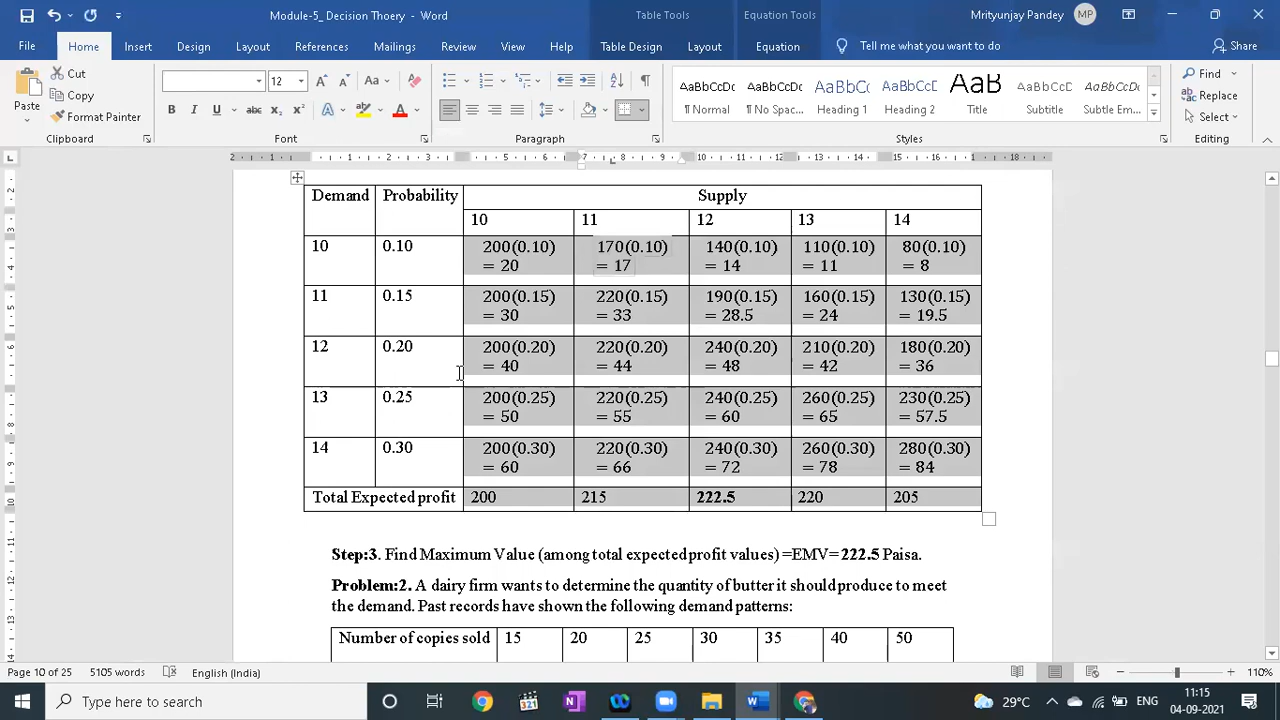 Module-5_ Decision Thoery - Word
Table Tools
Equation Tools
Mrityunjay Pandey
MP
File Home Insert Design Layout References Mailings Review View Help Table Design Layout Equation Tell me what you want to do Share
Paste
Cut
Copy
Format Painter
Clipboard
12
Font
Paragraph
AaBbCcDc AaBbCcDc AaBbCc AaBbCcD AaB AaBbCcD AaBbCcDc
¶ Normal ¶ No Spac... Heading 1 Heading 2 Title Subtitle Subtle Em...
Styles
Find
Replace
Select
Editing
Demand Probability Supply
10 11 12 13 14
10 0.10 200(0.10) 170(0.10) 140(0.10) 110(0.10) 80(0.10)
= 20 = 17 = 14 = 11 = 8
11 0.15 200(0.15) 220(0.15) 190(0.15) 160(0.15) 130(0.15)
= 30 = 33 = 28.5 = 24 = 19.5
12 0.20 200(0.20) 220(0.20) 240(0.20) 210(0.20) 180(0.20)
= 40 = 44 = 48 = 42 = 36
13 0.25 200(0.25) 220(0.25) 240(0.25) 260(0.25) 230(0.25)
= 50 = 55 = 60 = 65 = 57.5
14 0.30 200(0.30) 220(0.30) 240(0.30) 260(0.30) 280(0.30)
= 60 = 66 = 72 = 78 = 84
Total Expected profit 200 215 222.5 220 205
Step:3. Find Maximum Value (among total expected profit values) =EMV= 222.5 Paisa.
Problem:2. A dairy firm wants to determine the quantity of butter it should produce to meet
the demand. Past records have shown the following demand patterns:
Number of copies sold 15 20 25 30 35 40 50
Page 10 of 25 5105 words English (India) 110%
Type here to search
29°C
ENG
11:15
04-09-2021